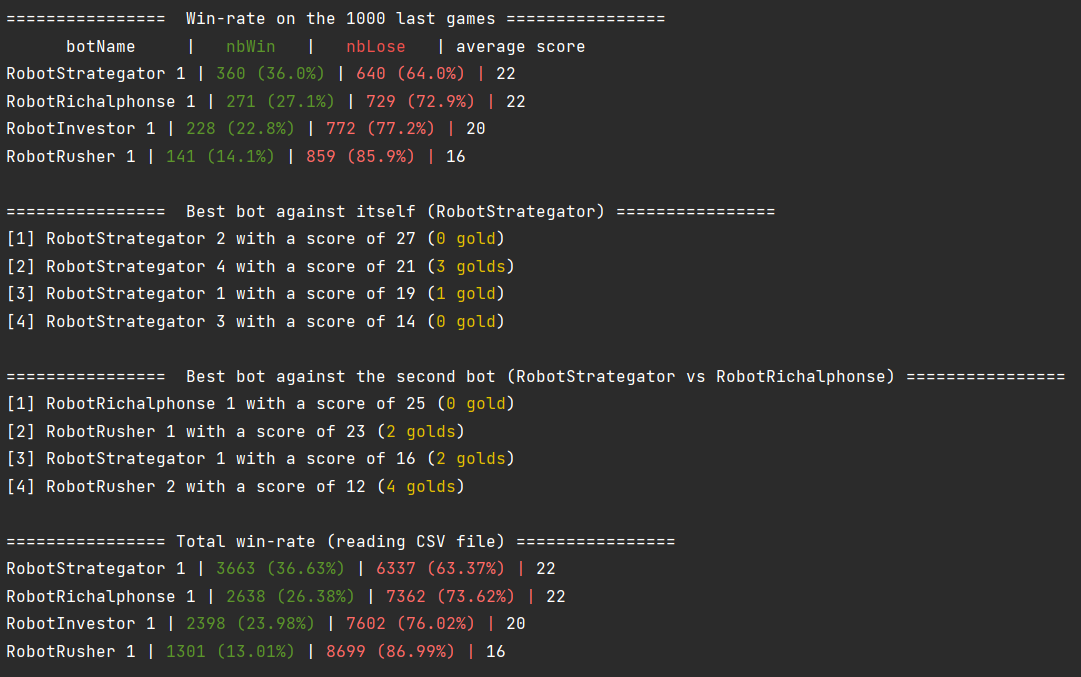 ================  Win-rate on the 1000 last games ================
      botName     |   nbWin   |   nbLose   | average score
RobotStrategator 1 | 360 (36.0%) | 640 (64.0%) | 22
RobotRichalphonse 1 | 271 (27.1%) | 729 (72.9%) | 22
RobotInvestor 1 | 228 (22.8%) | 772 (77.2%) | 20
RobotRusher 1 | 141 (14.1%) | 859 (85.9%) | 16
================  Best bot against itself (RobotStrategator) ================
[1] RobotStrategator 2 with a score of 27 (0 gold)
[2] RobotStrategator 4 with a score of 21 (3 golds)
[3] RobotStrategator 1 with a score of 19 (1 gold)
[4] RobotStrategator 3 with a score of 14 (0 gold)
================  Best bot against the second bot (RobotStrategator vs RobotRichalphonse) ================
[1] RobotRichalphonse 1 with a score of 25 (0 gold)
[2] RobotRusher 1 with a score of 23 (2 golds)
[3] RobotStrategator 1 with a score of 16 (2 golds)
[4] RobotRusher 2 with a score of 12 (4 golds)
================ Total win-rate (reading CSV file) ================
RobotStrategator 1 | 3663 (36.63%) | 6337 (63.37%) | 22
RobotRichalphonse 1 | 2638 (26.38%) | 7362 (73.62%) | 22
RobotInvestor 1 | 2398 (23.98%) | 7602 (76.02%) | 20
RobotRusher 1 | 1301 (13.01%) | 8699 (86.99%) | 16